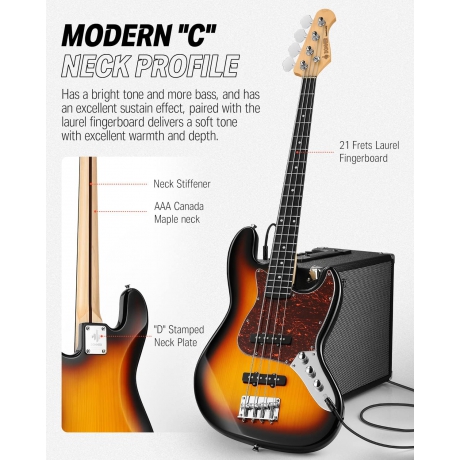 MODERN "C"
NECK PROFILE
Has a bright tone and more bass, and has
an excellent sustain effect, paired with the
laurel fingerboard delivers a soft tone
with excellent warmth and depth.
21 Frets Laurel
Fingerboard
Neck Stiffener
AAA Canada
Maple neck
"D" Stamped
Neck Plate